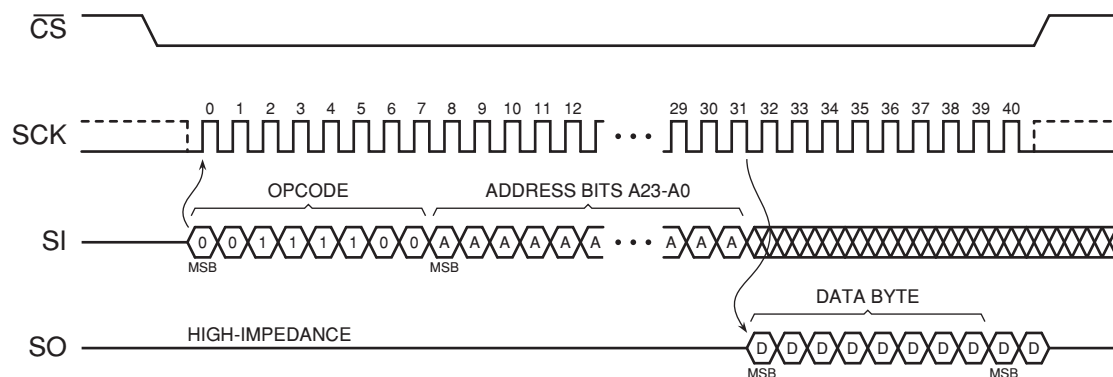 CS
0 1 2 3 4 5 6 7 8 9 10 11 12 29 30 31 32 33 34 35 36 37 38 39 40
SCK
OPCODE ADDRESS BITS A23-A0
SI 0 0 1 1 1 1 0 0 A A A A A A A A A
MSB MSB
DATA BYTE
HIGH-IMPEDANCE
SO D D D D D D D D D D
MSB MSB